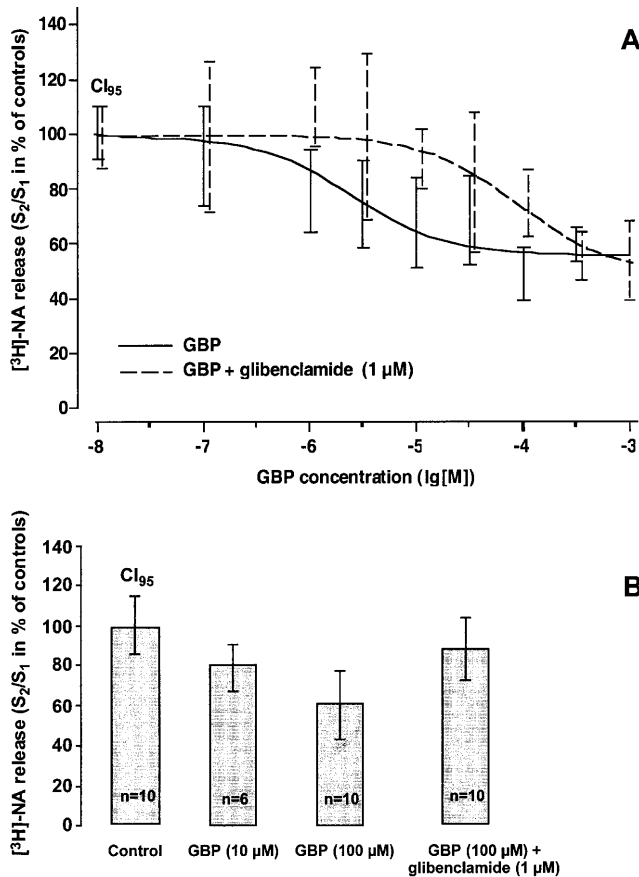 A
140
120
100
80
60
40
20
0
[³H]-NA release (S₂/S₁ in % of controls)
CI₉₅
GBP
GBP + glibenclamide (1 µM)
-8 -7 -6 -5 -4 -3
GBP concentration (lg[M])
B
140
120
100
80
60
40
20
0
[³H]-NA release (S₂/S₁ in % of controls)
CI₉₅
n=10 n=6 n=10 n=10
Control GBP (10 µM) GBP (100 µM) GBP (100 µM) +
glibenclamide (1 µM)